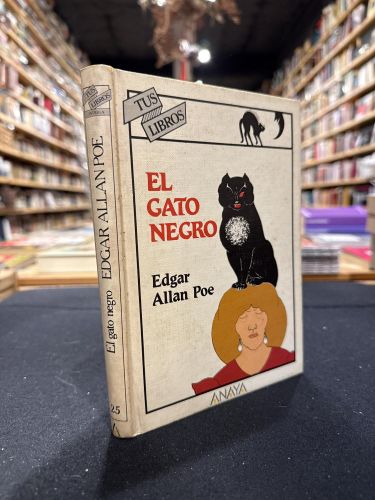 TUS
LIBROS
EL
GATO
NEGRO
Edgar
Allan Poe
ANAYA
TUS
LIBROS
EDGAR ALLAN POE
El gato negro
25